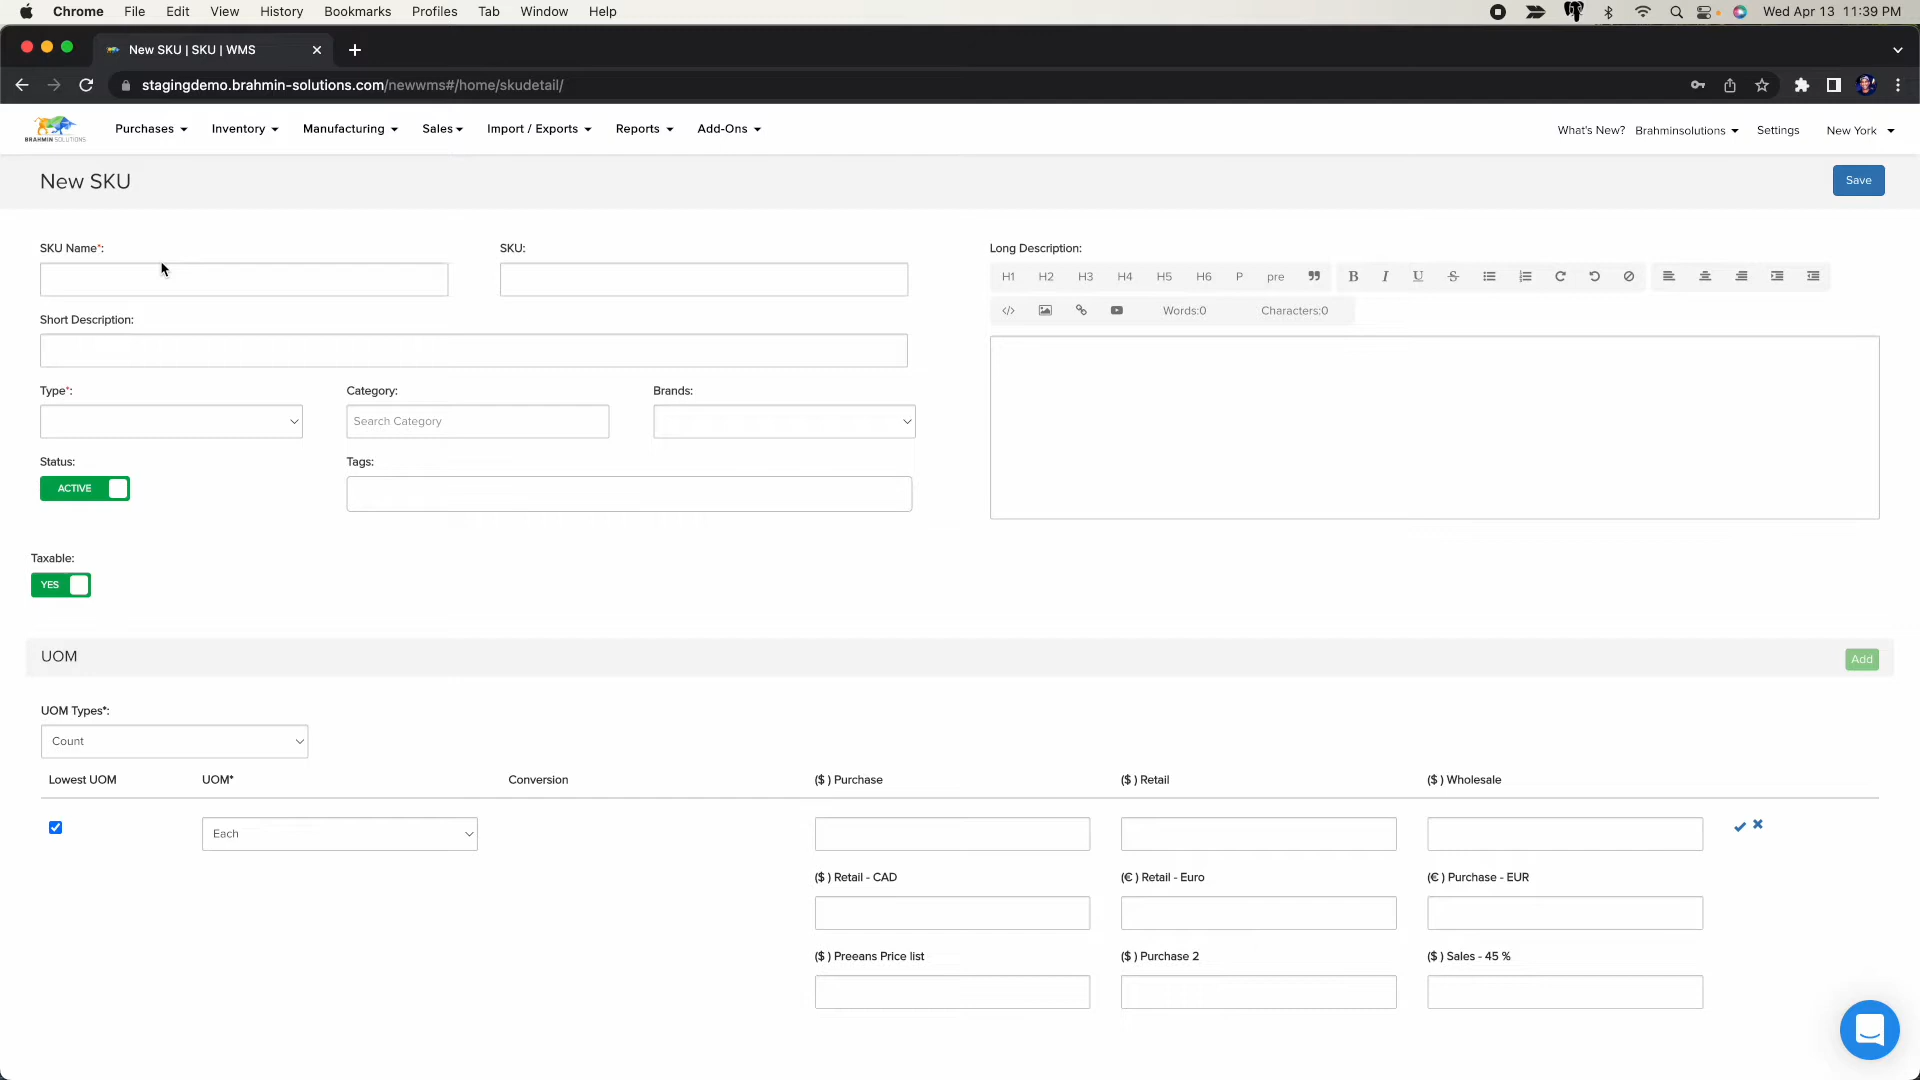 Chrome File Edit View History Bookmarks Profiles Tab Window Help Wed Apr 13 11:39 PM
New SKU | SKU | WMS
stagingdemo.brahmin-solutions.com/newwms#/home/skudetail/
BRAHMIN SOLUTIONS Purchases Inventory Manufacturing Sales Import / Exports Reports Add-Ons What's New? Brahminsolutions Settings New York
New SKU Save
SKU Name*: SKU: Long Description:
H1 H2 H3 H4 H5 H6 P pre B I U S
Words:0 Characters:0
Short Description:
Type*: Category: Brands:
Search Category
Status: Tags:
ACTIVE
Taxable:
YES
UOM Add
UOM Types*:
Count
Lowest UOM UOM* Conversion ($ ) Purchase ($ ) Retail ($ ) Wholesale
Each
($ ) Retail - CAD (€ ) Retail - Euro (€ ) Purchase - EUR
($ ) Preeans Price list ($ ) Purchase 2 ($ ) Sales - 45 %